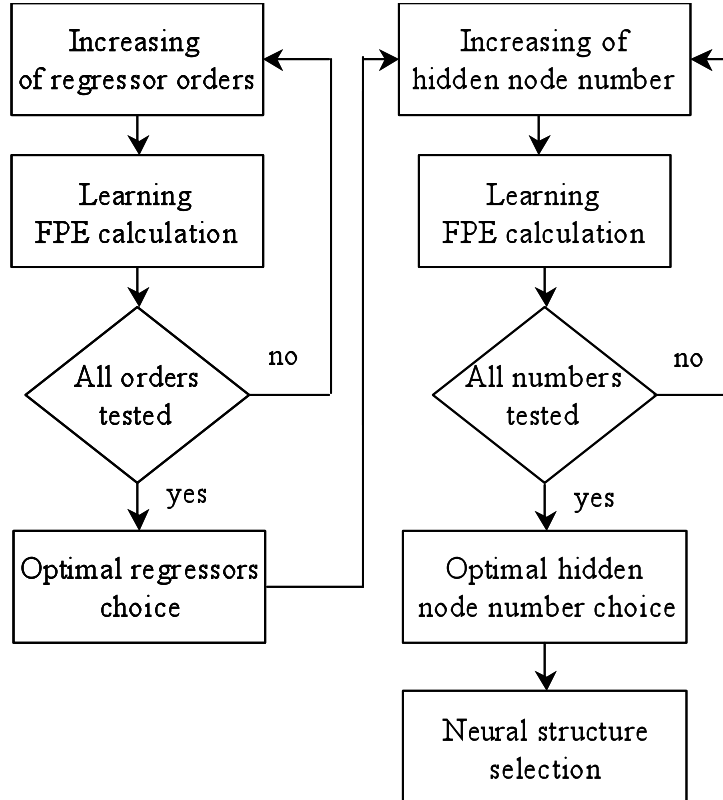 Increasing
of regressor orders
Learning
FPE calculation
All orders
tested
no
yes
Optimal regressors
choice
Increasing of
hidden node number
Learning
FPE calculation
All numbers
tested
no
yes
Optimal hidden
node number choice
Neural structure
selection